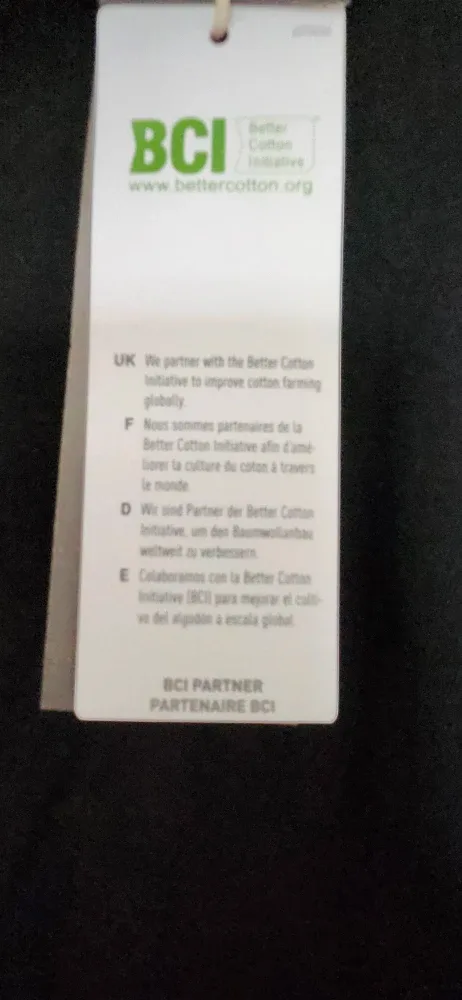 BCI
Better
Cotton
Initiative
www.bettercotton.org
UK We partner with the Better Cotton
Initiative to improve cotton farming
globally.
F Nous sommes partenaires de la
Better Cotton Initiative afin d'amé-
liorer la culture du coton à travers
le monde.
D Wir sind Partner der Better Cotton
Initiative, um den Baumwollanbau
weltweit zu verbessern.
E Colaboramos con la Better Cotton
Initiative (BCI) para mejorar el culti-
vo del algodón a escala global.
BCI PARTNER
PARTENAIRE BCI